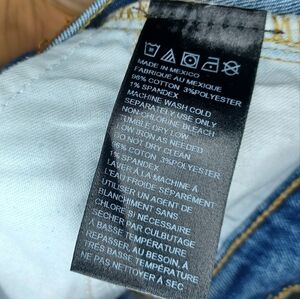 MADE IN MEXICO
FABRIQUÉ AU MEXIQUE
96% COTTON 3%POLYESTER
1% SPANDEX
MACHINE WASH COLD
SEPARATELY USE ONLY
NON-CHLORINE BLEACH
TUMBLE DRY LOW
LOW IRON AS NEEDED
DO NOT DRY CLEAN
96% COTON 3% POLYESTER
1% SPANDEX
LAVER À LA MACHINE À
L'EAU FROIDE SÉPARÉMENT
UTILISER UN AGENT DE
BLANCHIMENT SANS
CHLORE SI NÉCESSAIRE
SÉCHER PAR CULBUTAGE
À BASSE TEMPÉRATURE
REPASSER, AU BESOIN, À
TRÈS BASSE TEMPÉRATURE
NE PAS NETTOYER À SEC